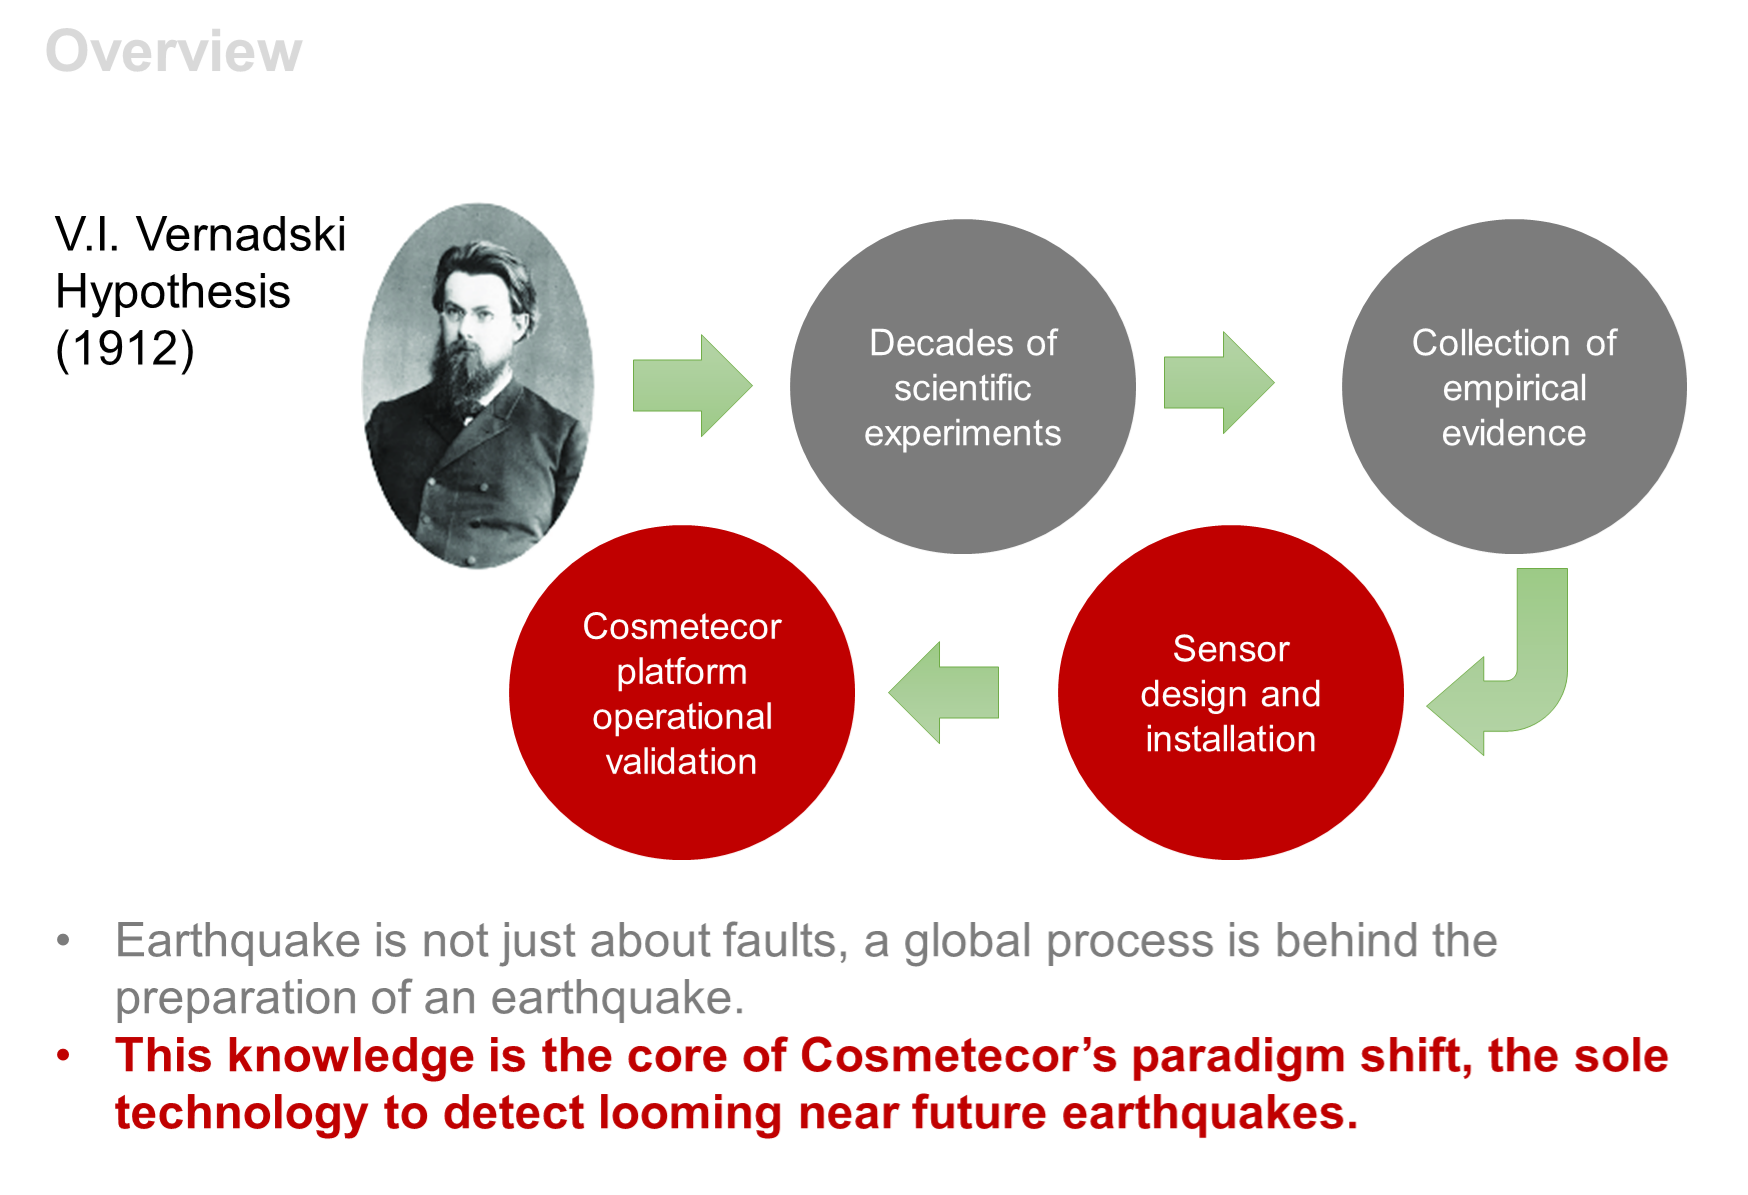 Overview
V.I. Vernadski
Hypothesis
(1912)
Decades of
scientific
experiments
Collection of
empirical
evidence
Cosmetecor
platform
operational
validation
Sensor
design and
installation
• Earthquake is not just about faults, a global process is behind the
preparation of an earthquake.
• This knowledge is the core of Cosmetecor’s paradigm shift, the sole
technology to detect looming near future earthquakes.